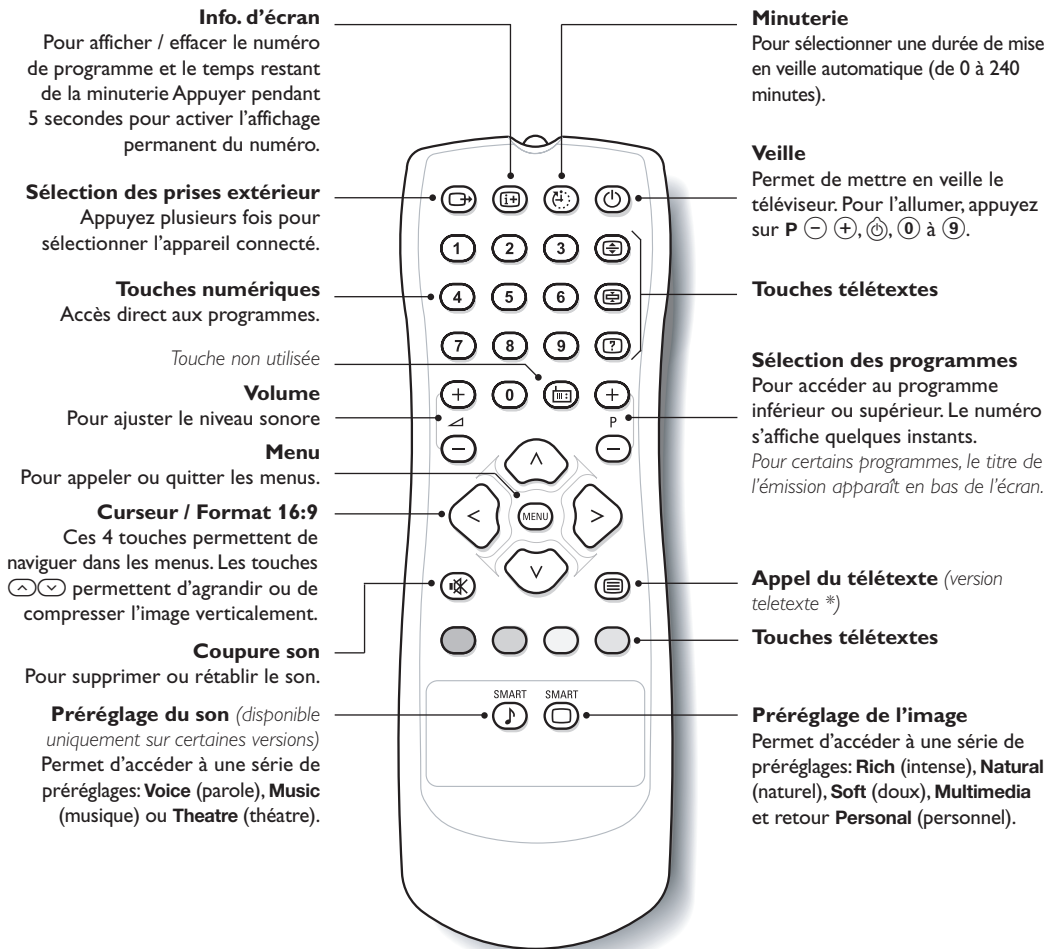 Info. d'écran
Pour afficher / effacer le numéro
de programme et le temps restant
de la minuterie Appuyer pendant
5 secondes pour activer l'affichage
permanent du numéro.
Sélection des prises extérieur
Appuyez plusieurs fois pour
sélectionner l'appareil connecté.
Touches numériques
Accès direct aux programmes.
Touche non utilisée
Volume
Pour ajuster le niveau sonore
Menu
Pour appeler ou quitter les menus.
Curseur / Format 16:9
Ces 4 touches permettent de
naviguer dans les menus. Les touches
permettent d'agrandir ou de
compresser l'image verticalement.
Coupure son
Pour supprimer ou rétablir le son.
Préréglage du son (disponible
uniquement sur certaines versions)
Permet d'accéder à une série de
préréglages: Voice (parole), Music
(musique) ou Theatre (théatre).
i+
1 2 3
4 5 6
7 8 9 ?
+ 0 +
P
− −
MENU
SMART SMART
Minuterie
Pour sélectionner une durée de mise
en veille automatique (de 0 à 240
minutes).
Veille
Permet de mettre en veille le
téléviseur. Pour l'allumer, appuyez
sur P − +, , 0 à 9.
Touches télétextes
Sélection des programmes
Pour accéder au programme
inférieur ou supérieur. Le numéro
s'affiche quelques instants.
Pour certains programmes, le titre de
l'émission apparaît en bas de l'écran.
Appel du télétexte (version
teletexte *)
Touches télétextes
Préréglage de l'image
Permet d'accéder à une série de
préréglages: Rich (intense), Natural
(naturel), Soft (doux), Multimedia
et retour Personal (personnel).